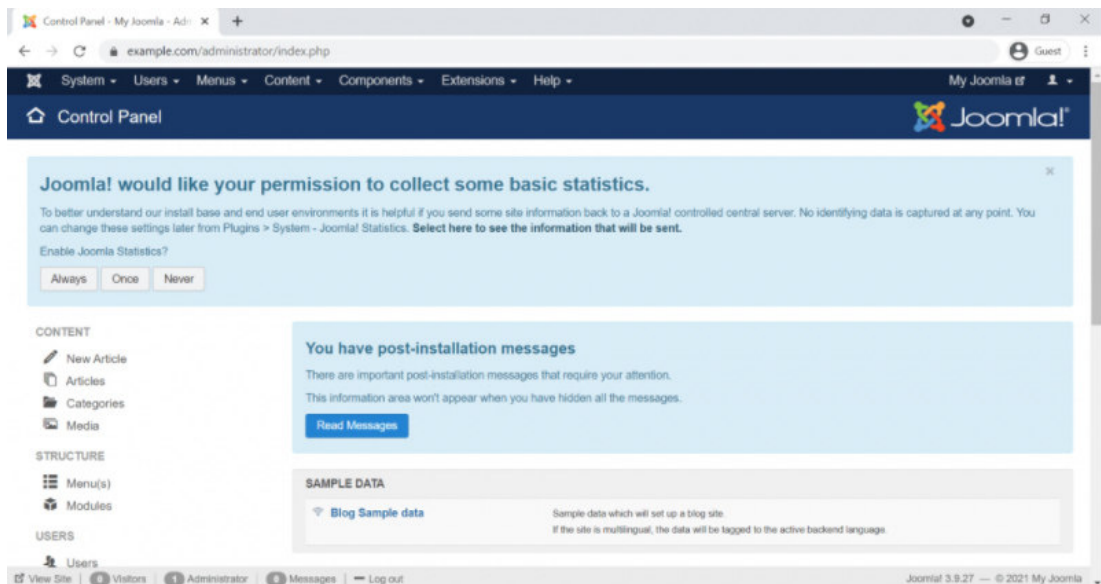 Control Panel - My Joomla - Adr
example.com/administrator/index.php
Guest
System Users Menus Content Components Extensions Help
My Joomla
Control Panel
Joomla!®
Joomla! would like your permission to collect some basic statistics.
To better understand our install base and end user environments it is helpful if you send some site information back to a Joomla! controlled central server. No identifying data is captured at any point. You
can change these settings later from Plugins > System - Joomla! Statistics. Select here to see the information that will be sent.
Enable Joomla Statistics?
Always Once Never
CONTENT
New Article
Articles
Categories
Media
STRUCTURE
Menu(s)
Modules
USERS
Users
You have post-installation messages
There are important post-installation messages that require your attention.
This information area won't appear when you have hidden all the messages.
Read Messages
SAMPLE DATA
Blog Sample data
Sample data which will set up a blog site.
If the site is multilingual, the data will be tagged to the active backend language.
View Site | 0 Visitors | 1 Administrator | 0 Messages | Log out
Joomla! 3.9.27 — © 2021 My Joomla